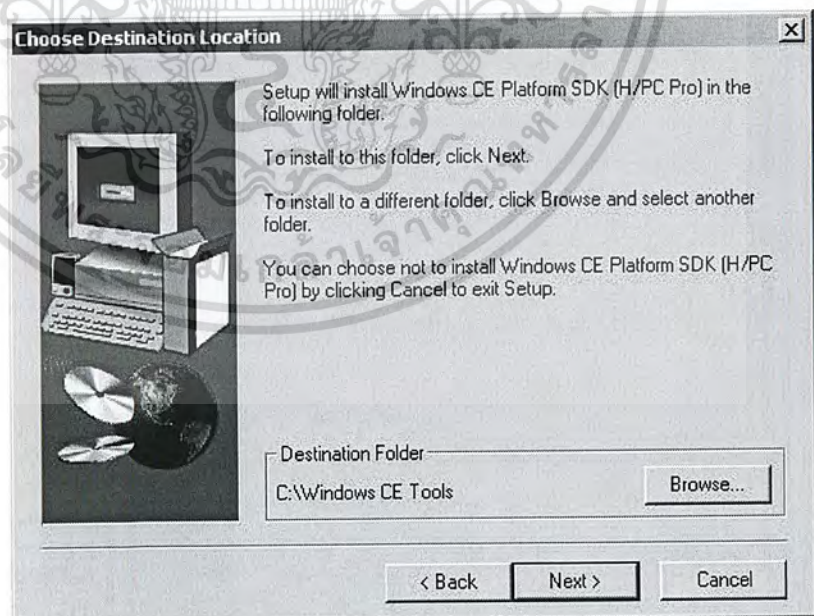 Choose Destination Location
Setup will install Windows CE Platform SDK (H/PC Pro) in the
following folder.
To install to this folder, click Next.
To install to a different folder, click Browse and select another
folder.
You can choose not to install Windows CE Platform SDK (H/PC
Pro) by clicking Cancel to exit Setup.
Destination Folder
C:\Windows CE Tools
Browse...
< Back
Next >
Cancel